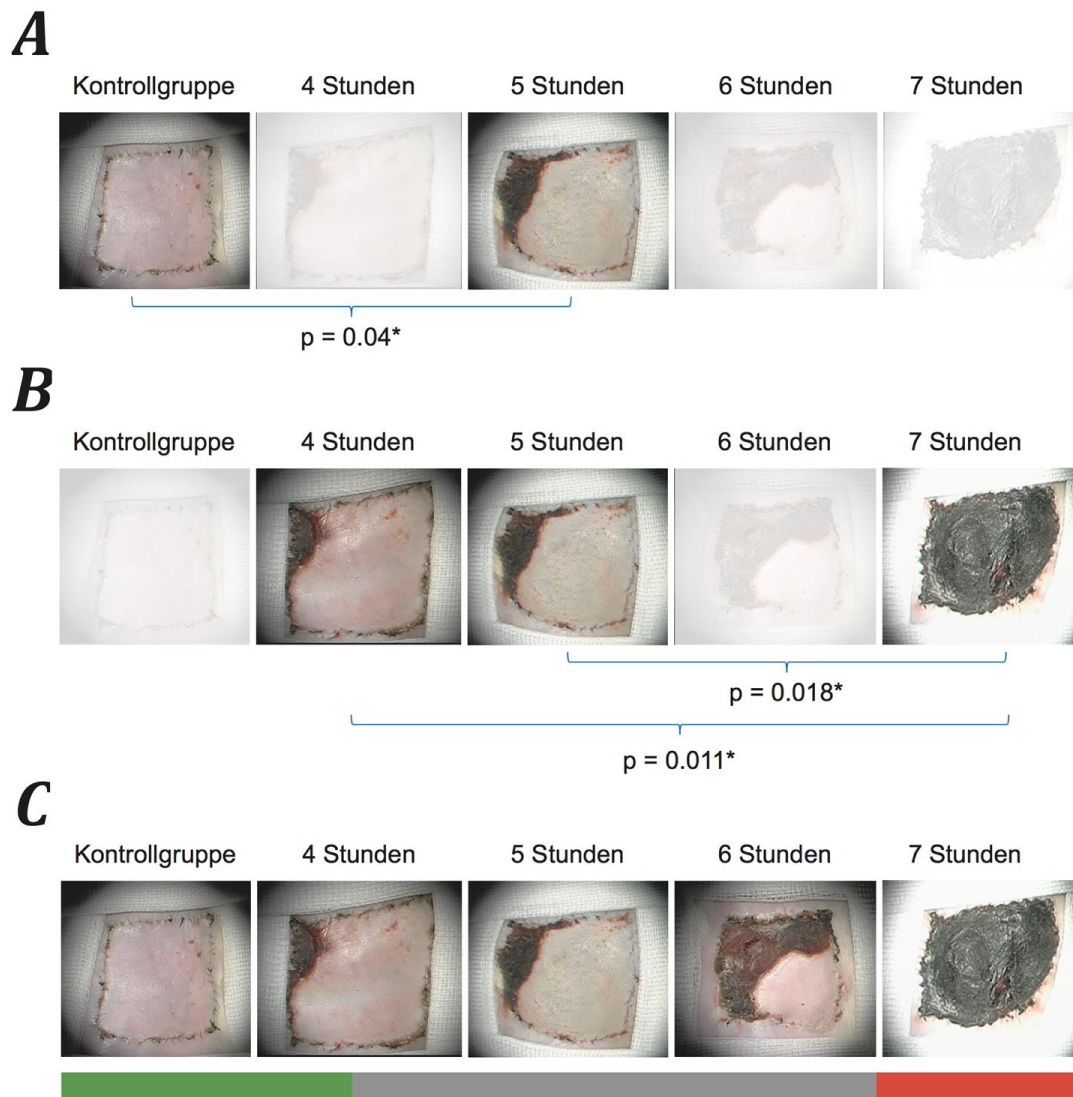 A
Kontrollgruppe 4 Stunden 5 Stunden 6 Stunden 7 Stunden
p = 0.04*
B
Kontrollgruppe 4 Stunden 5 Stunden 6 Stunden 7 Stunden
p = 0.018*
p = 0.011*
C
Kontrollgruppe 4 Stunden 5 Stunden 6 Stunden 7 Stunden